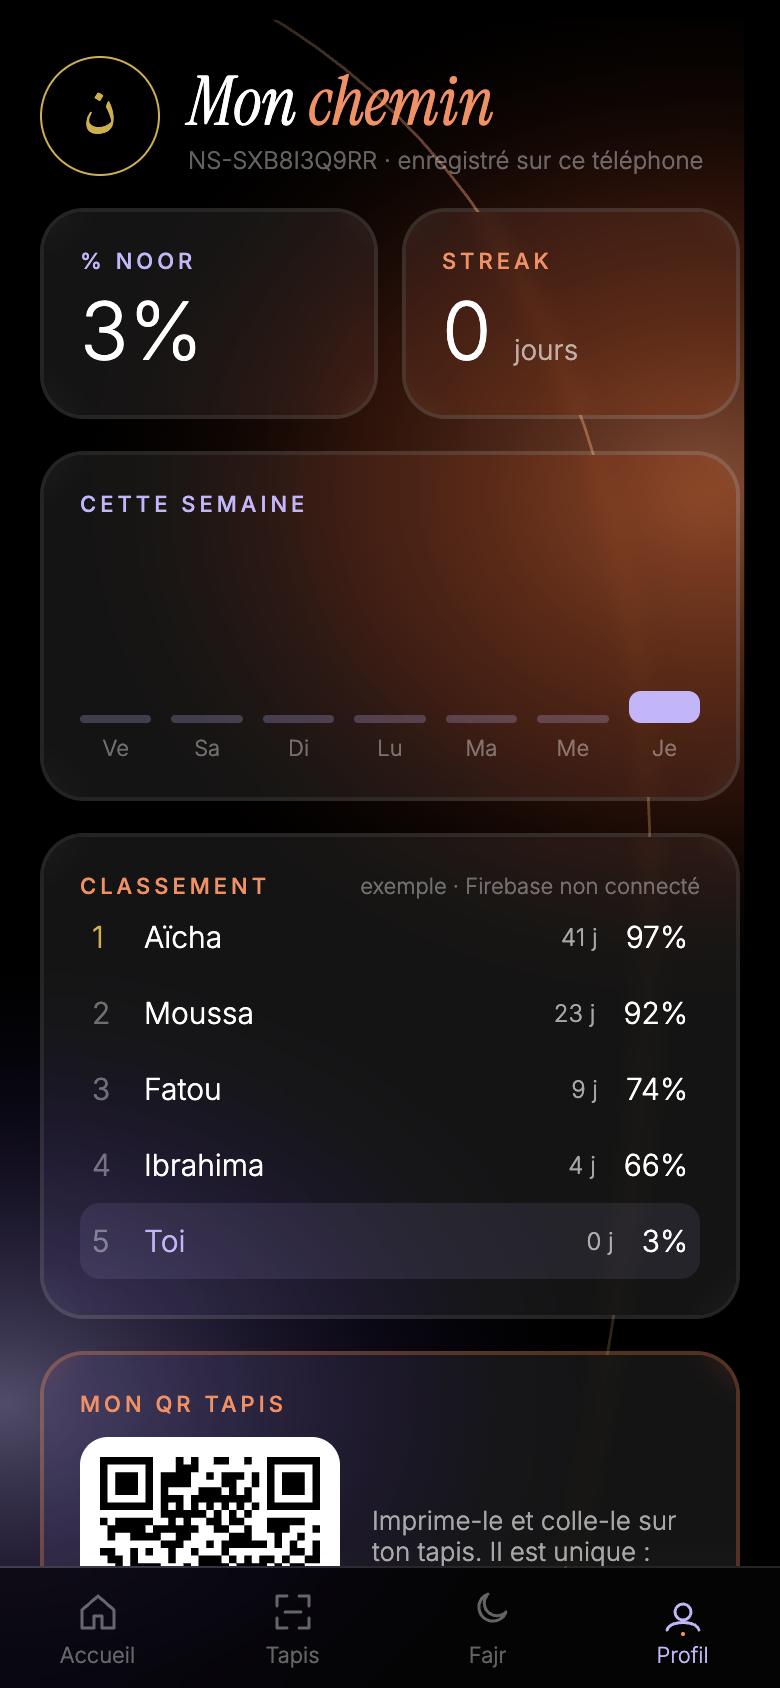 ن
Mon chemin
NS-SXB8I3Q9RR · enregistré sur ce téléphone
% NOOR
3%
STREAK
0 jours
CETTE SEMAINE
Ve Sa Di Lu Ma Me Je
CLASSEMENT exemple · Firebase non connecté
1 Aïcha 41 j 97%
2 Moussa 23 j 92%
3 Fatou 9 j 74%
4 Ibrahima 4 j 66%
5 Toi 0 j 3%
MON QR TAPIS
Imprime-le et colle-le sur
ton tapis. Il est unique :
Accueil Tapis Fajr Profil